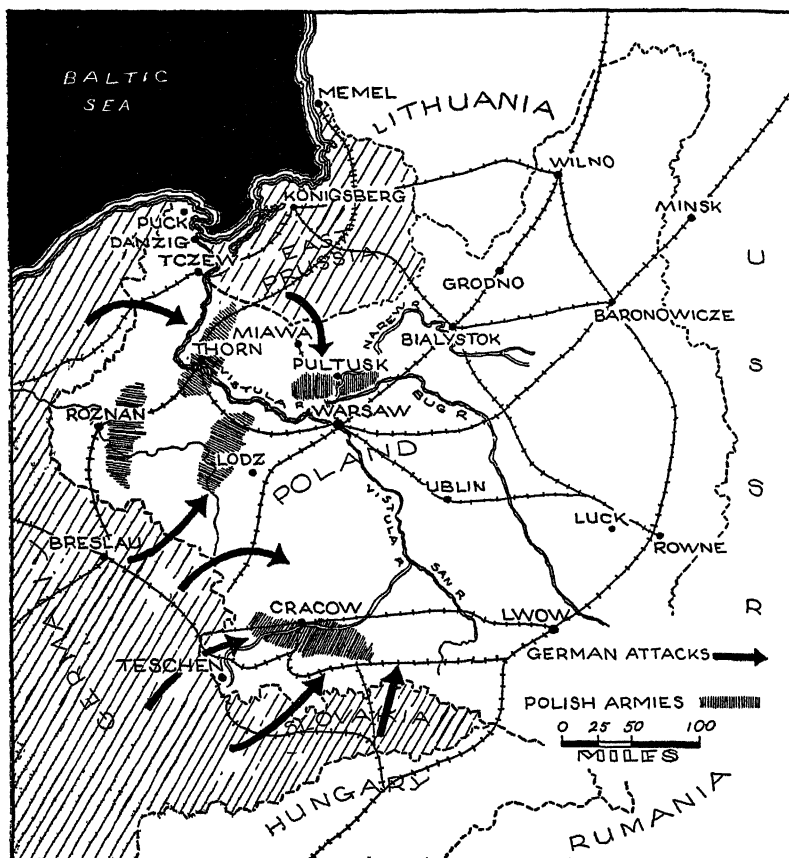 BALTIC
SEA
MEMEL
LITHUANIA
WILNO
KÖNIGSBERG
MINSK
PUCK
DANZIG
TCZEW
EAST
PRUSSIA
GRODNO
U
S
S
R
BARONOWICZE
MIAWA
NAREW R
BIALYSTOK
THORN
PULTUSK
VISTULA R
BUG R
ROZNAN
WARSAW
LODZ
POLAND
UBLIN
LISTULA R
LUCK
ROWNE
BRESLAU
SAN R
CRACOW
LWOW
GERMANY
TESCHEN
GERMAN ATTACKS
SLOVAKIA
POLISH ARMIES
0 25 50 100
MILES
HUNGARY
RUMANIA